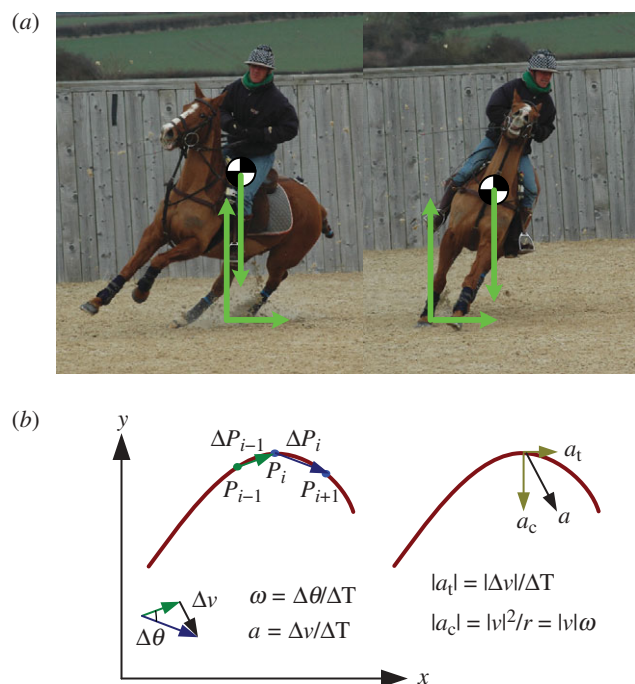 (a)
(b)
y
ΔP_{i−1} ΔP_i
P_{i−1} P_i P_{i+1}
a_t
a_c a
Δv
Δθ
ω = Δθ/ΔT
a = Δv/ΔT
|a_t| = |Δv|/ΔT
|a_c| = |v|²/r = |v|ω
x